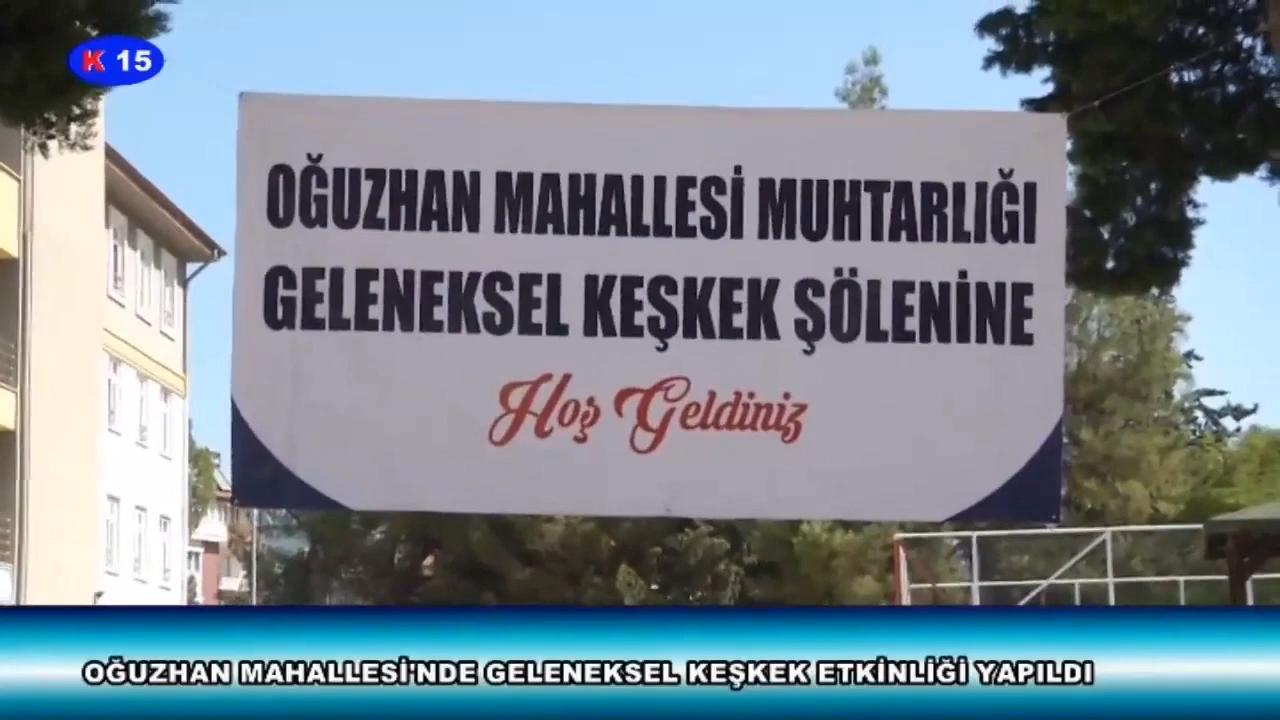 K 15
OĞUZHAN MAHALLESİ MUHTARLIĞI
GELENEKSEL KEŞKEK ŞÖLENİNE
Hoş Geldiniz
OĞUZHAN MAHALLESİ'NDE GELENEKSEL KEŞKEK ETKİNLİĞİ YAPILDI